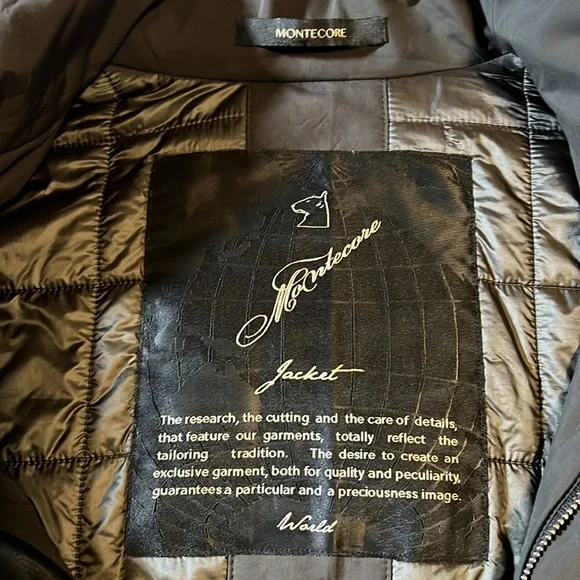 MONTECORE
Montecore
Jacket
The research, the cutting and the care of details,
that feature our garments, totally reflect the
tailoring tradition. The desire to create an
exclusive garment, both for quality and peculiarity,
guarantees a particular and a preciousness image.
World